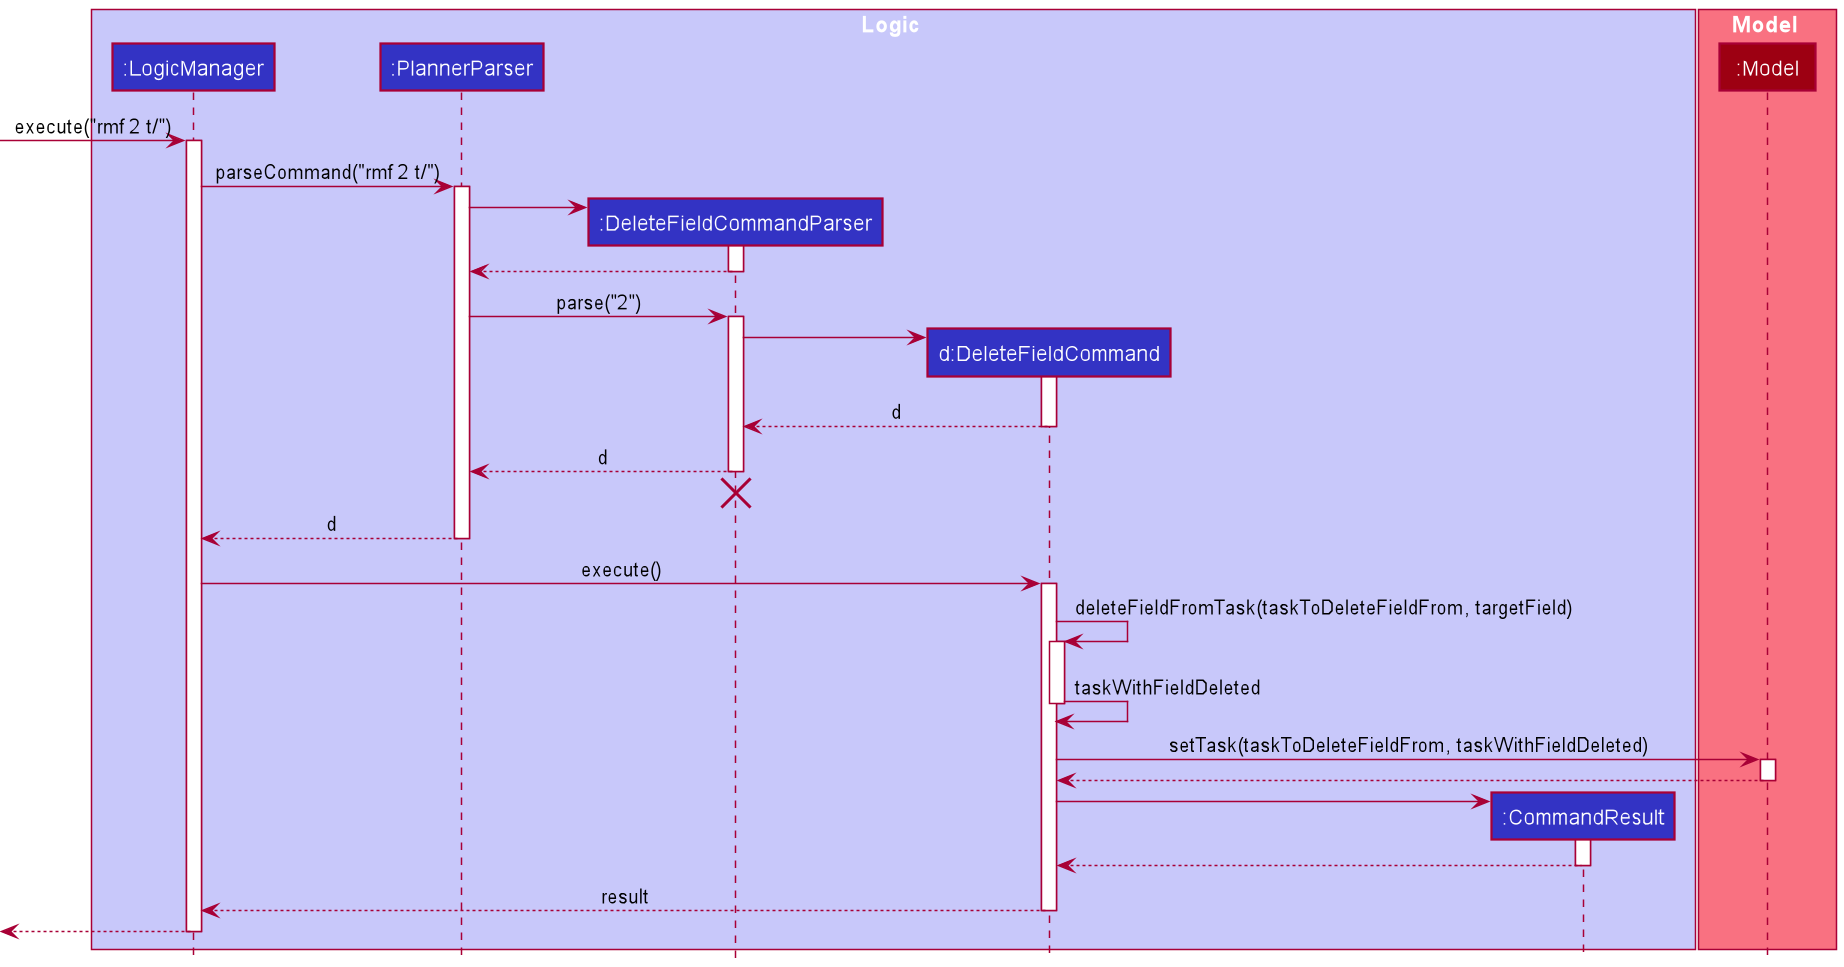 Logic
Model
:LogicManager
:PlannerParser
:Model
execute("rmf 2 t/")
parseCommand("rmf 2 t/")
:DeleteFieldCommandParser
parse("2")
d:DeleteFieldCommand
d
d
d
execute()
deleteFieldFromTask(taskToDeleteFieldFrom, targetField)
taskWithFieldDeleted
setTask(taskToDeleteFieldFrom, taskWithFieldDeleted)
:CommandResult
result